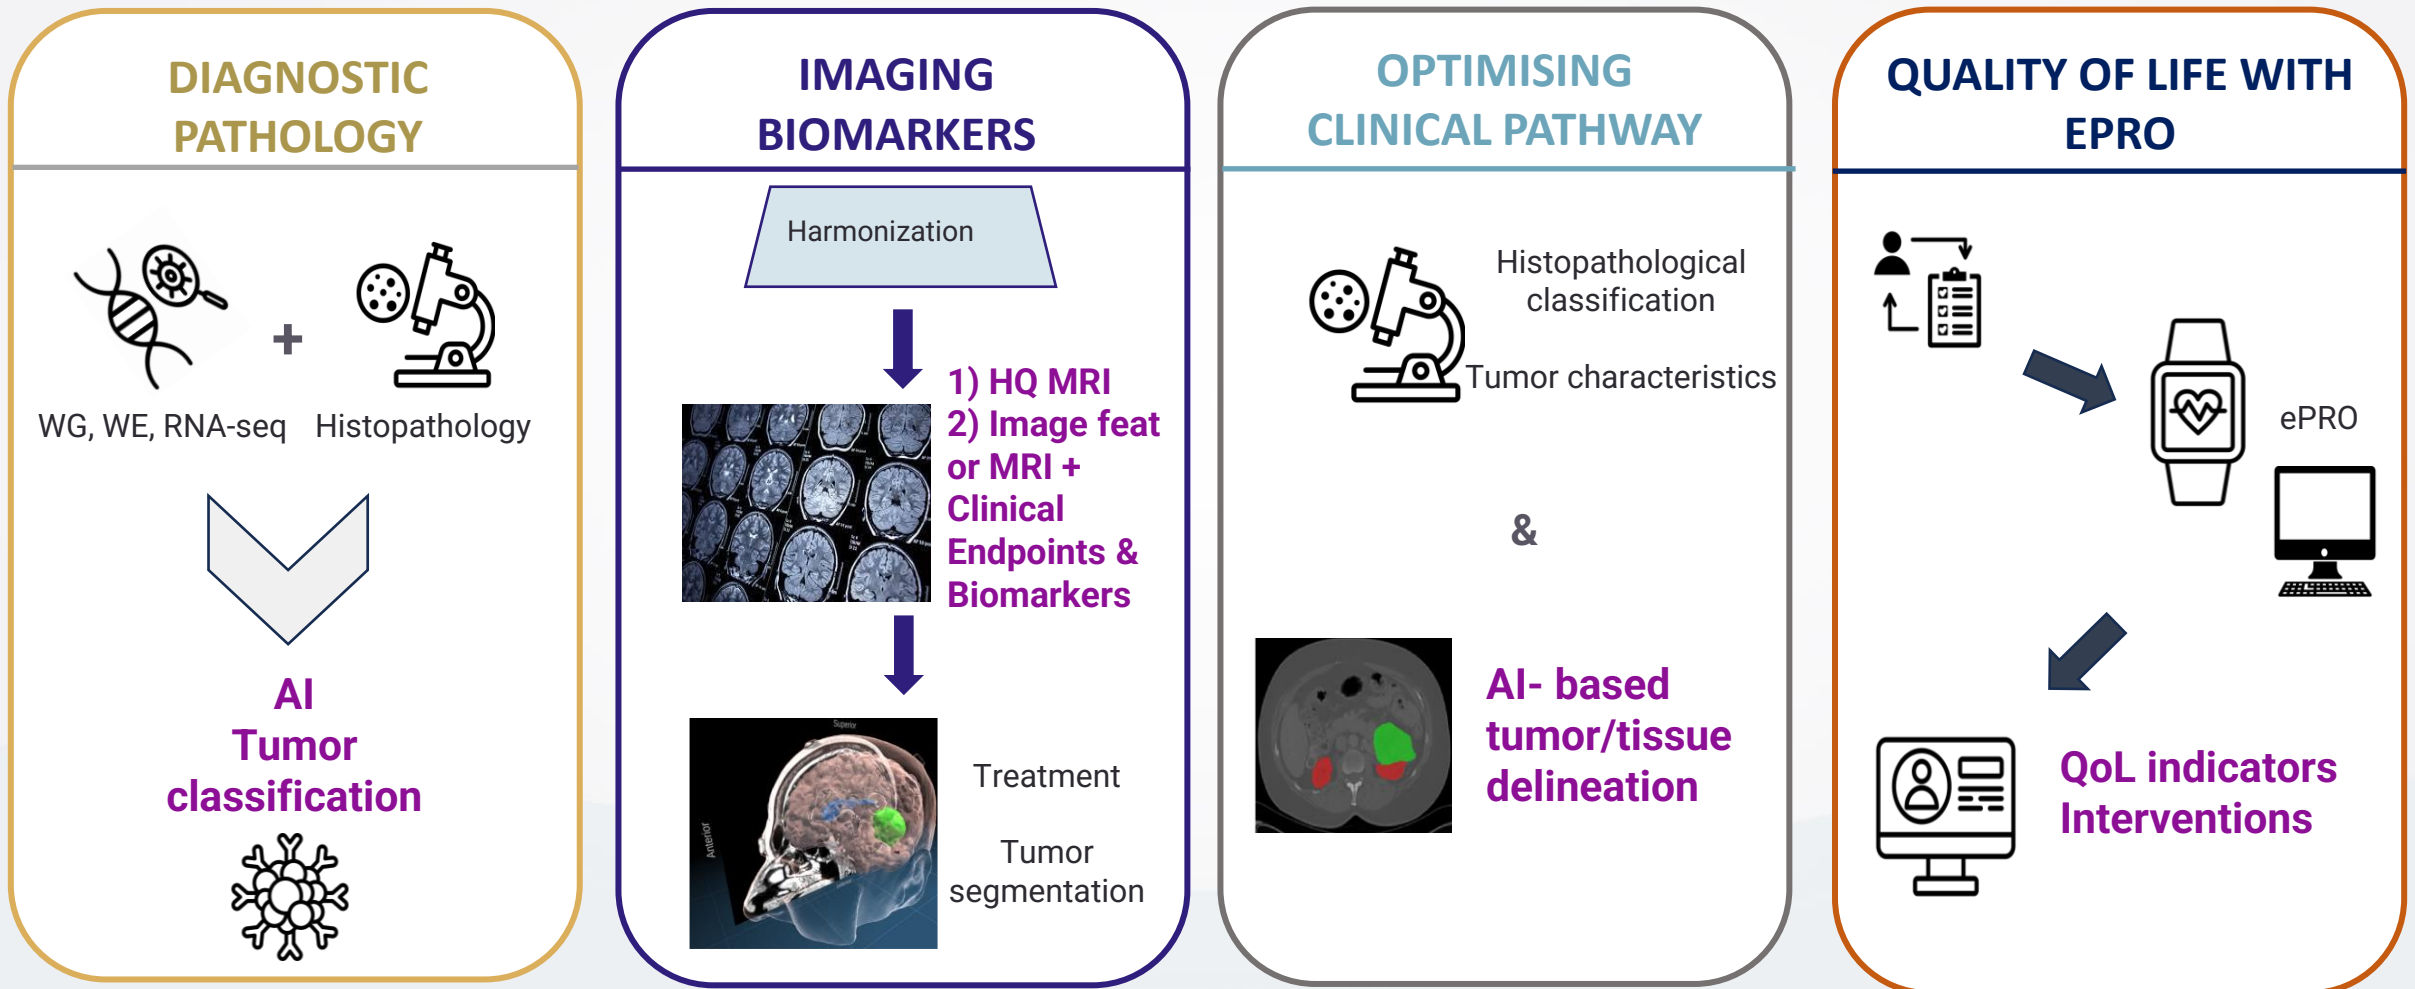 DIAGNOSTIC
PATHOLOGY
+
WG, WE, RNA-seq
Histopathology
AI
Tumor
classification
IMAGING
BIOMARKERS
Harmonization
1) HQ MRI
2) Image feat
or MRI +
Clinical
Endpoints &
Biomarkers
Superior
Anterior
Treatment
Tumor
segmentation
OPTIMISING
CLINICAL PATHWAY
Histopathological
classification
Tumor characteristics
&
AI- based
tumor/tissue
delineation
QUALITY OF LIFE WITH
EPRO
ePRO
QoL indicators
Interventions